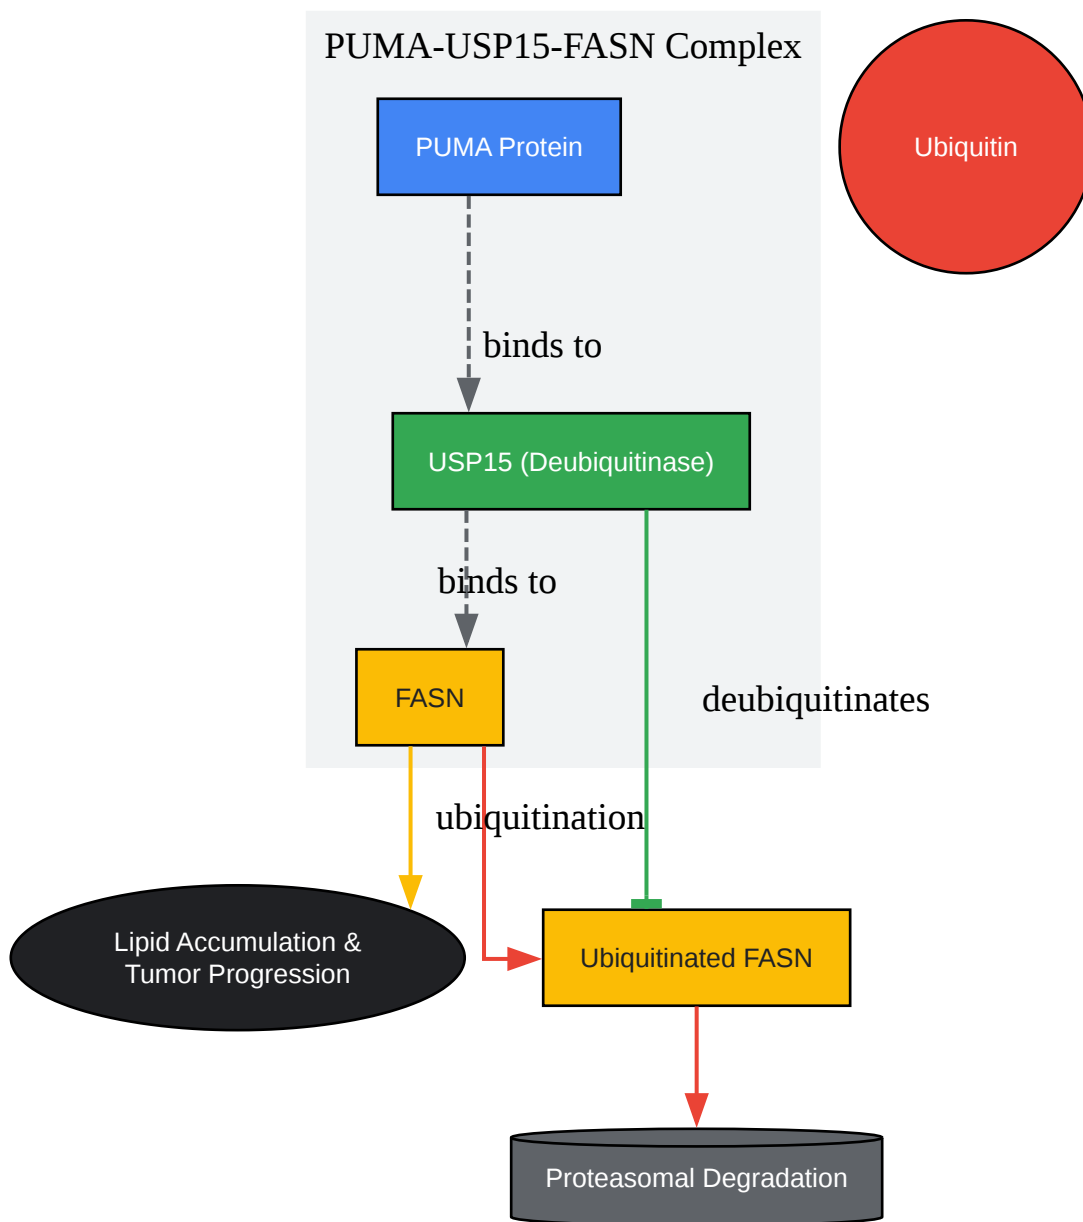 PUMA-USP15-FASN Complex
PUMA Protein
Ubiquitin
binds to
USP15 (Deubiquitinase)
binds to
FASN
deubiquitinates
ubiquitination
Lipid Accumulation &
Tumor Progression
Ubiquitinated FASN
Proteasomal Degradation